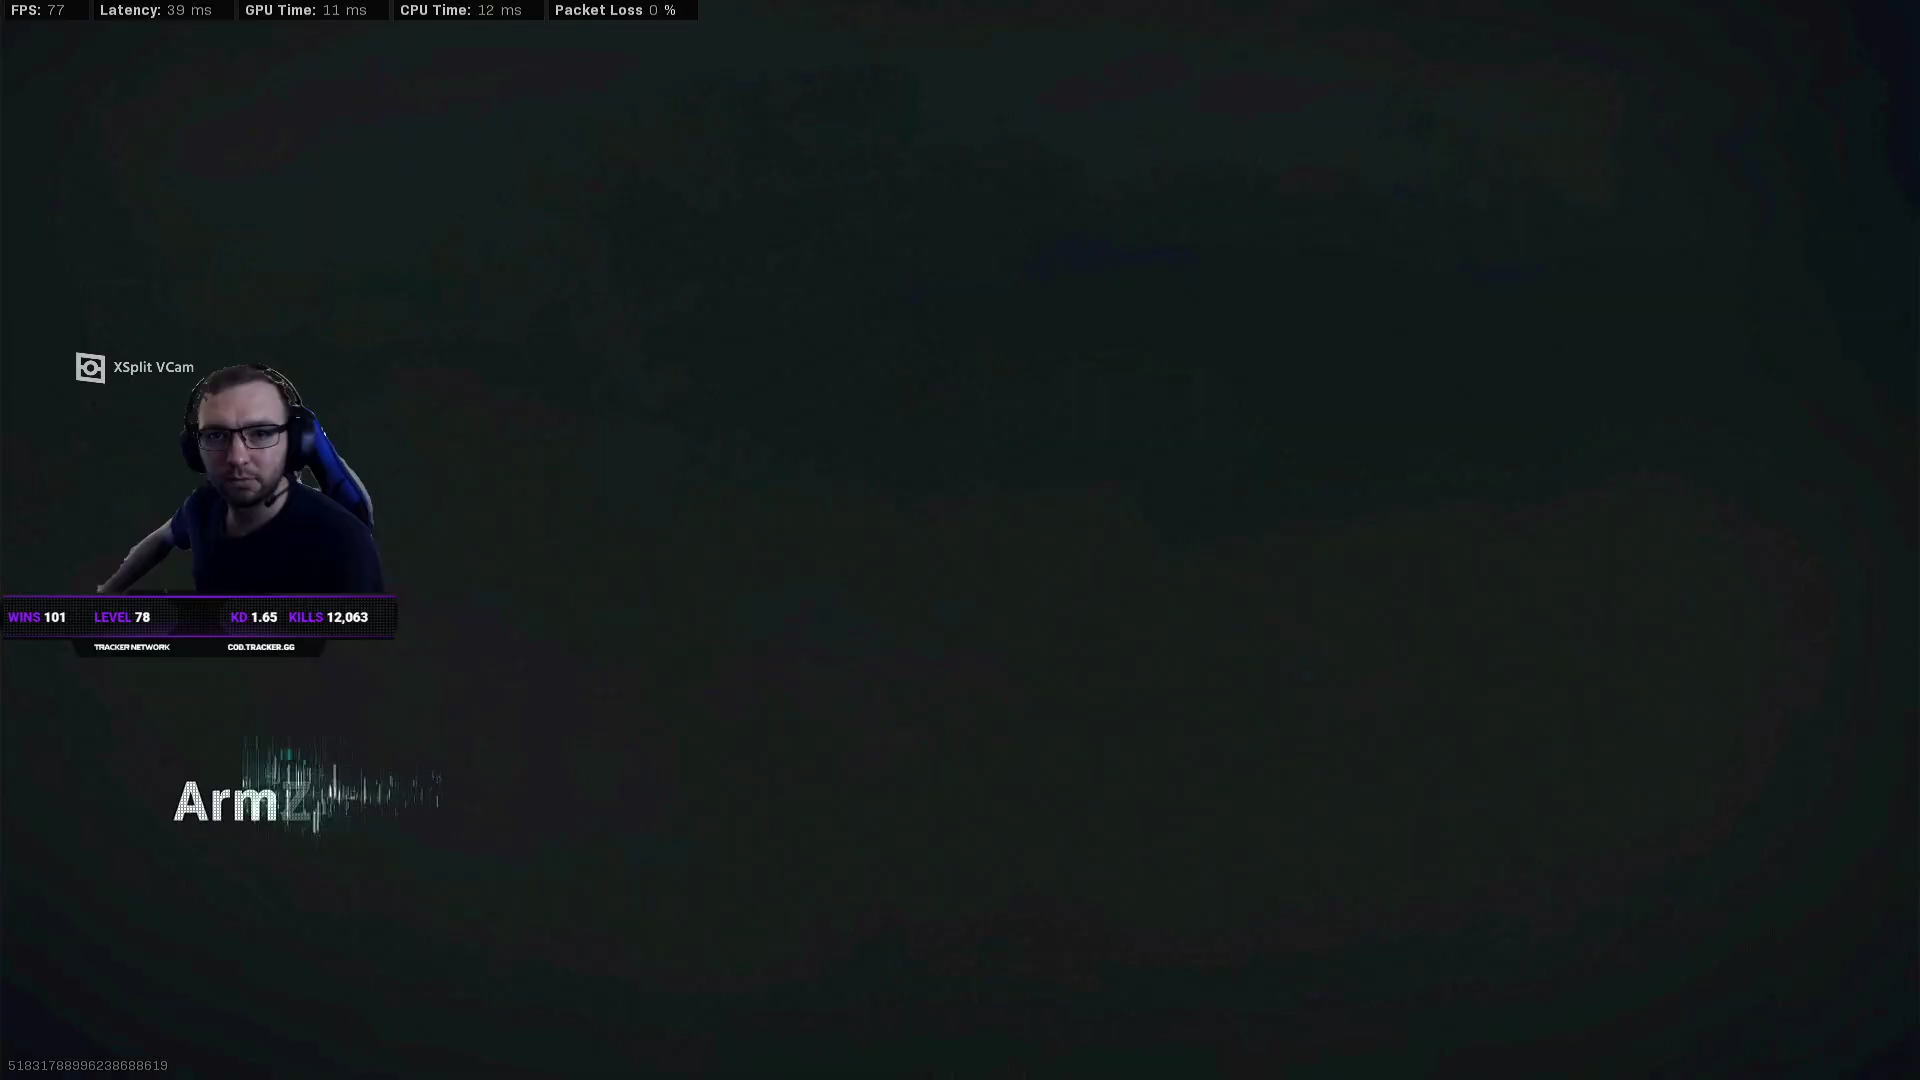 FPS: 77 Latency: 39 ms GPU Time: 11 ms CPU Time: 12 ms Packet Loss 0 %
XSplit VCam
WINS 101 LEVEL 78 KD 1.65 KILLS 12,063
TRACKER NETWORK COD.TRACKER.GG
ArmZ
51831788996238688619